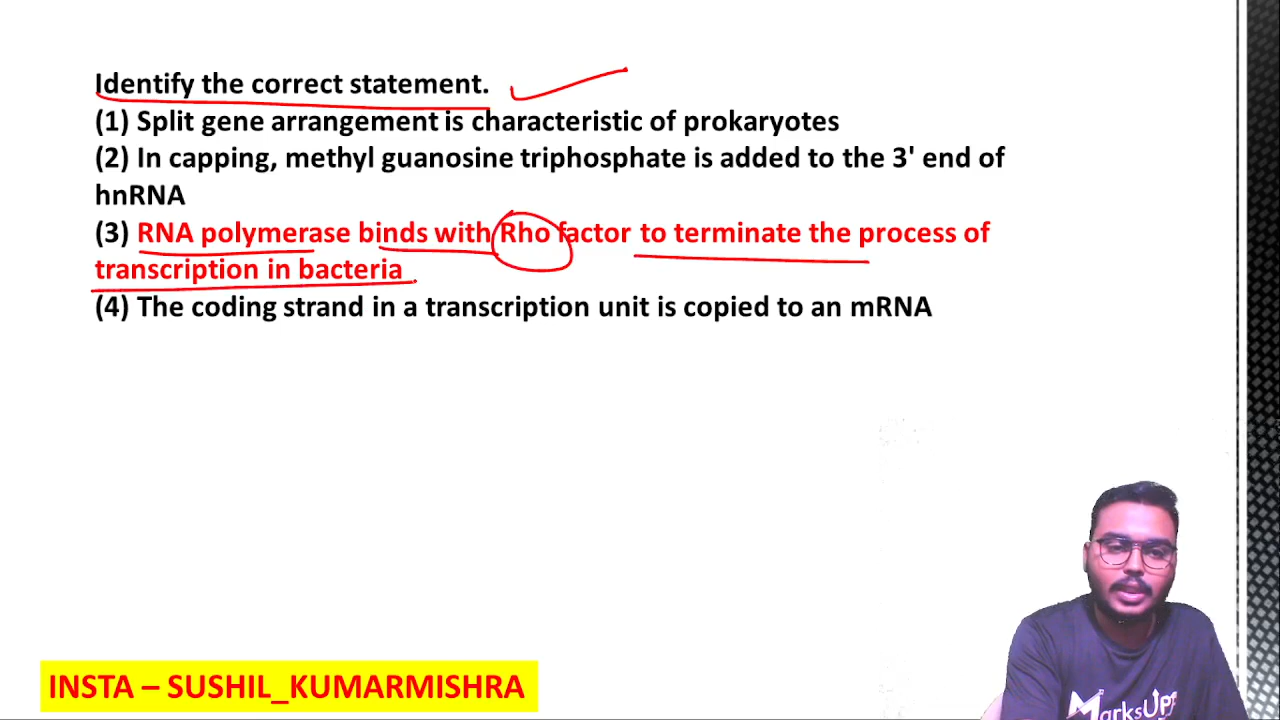 Identify the correct statement.
(1) Split gene arrangement is characteristic of prokaryotes
(2) In capping, methyl guanosine triphosphate is added to the 3' end of
hnRNA
(3) RNA polymerase binds with Rho factor to terminate the process of
transcription in bacteria
(4) The coding strand in a transcription unit is copied to an mRNA
INSTA – SUSHIL_KUMARMISHRA
MarksUP